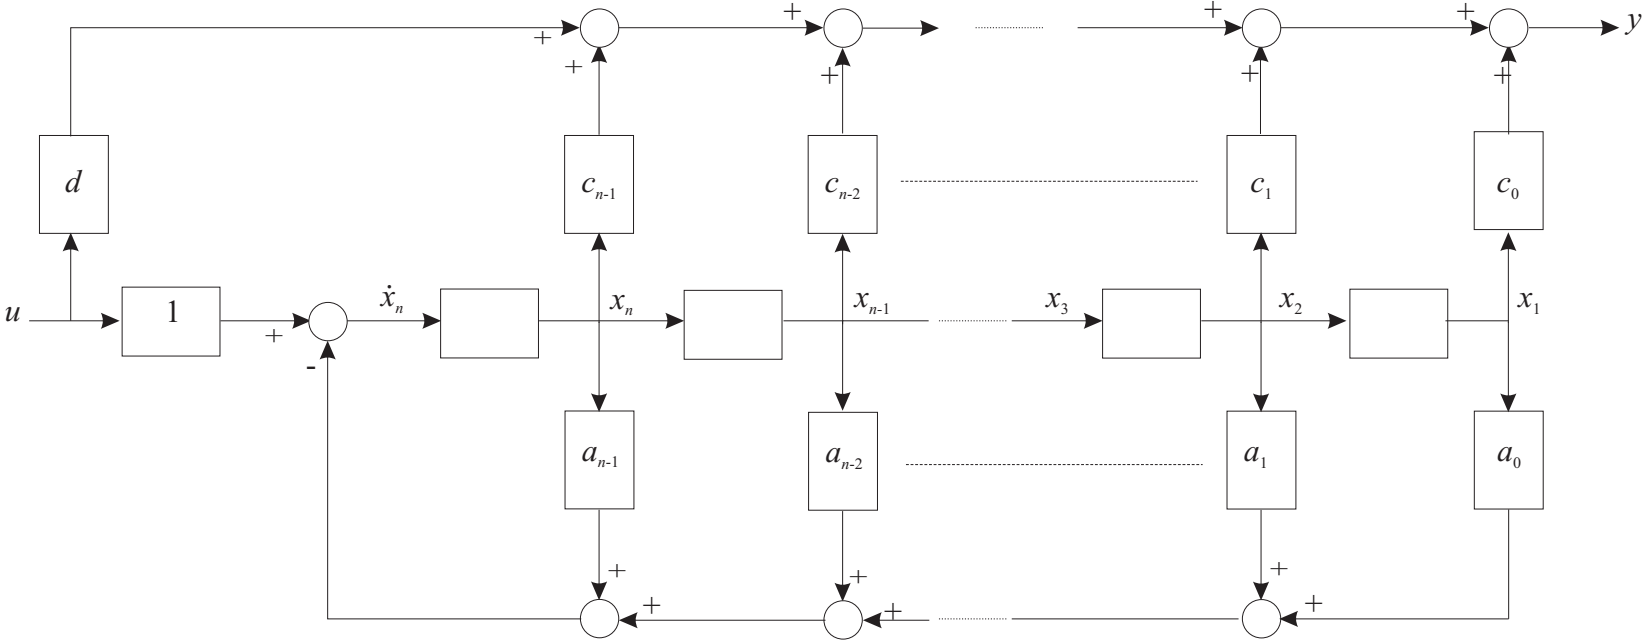 + + + + y
+ + + +
d c_{n-1} c_{n-2} c_1 c_0
u 1 + ẋ_n x_n x_{n-1} x_3 x_2 x_1
-
a_{n-1} a_{n-2} a_1 a_0
+ + +
+ + +